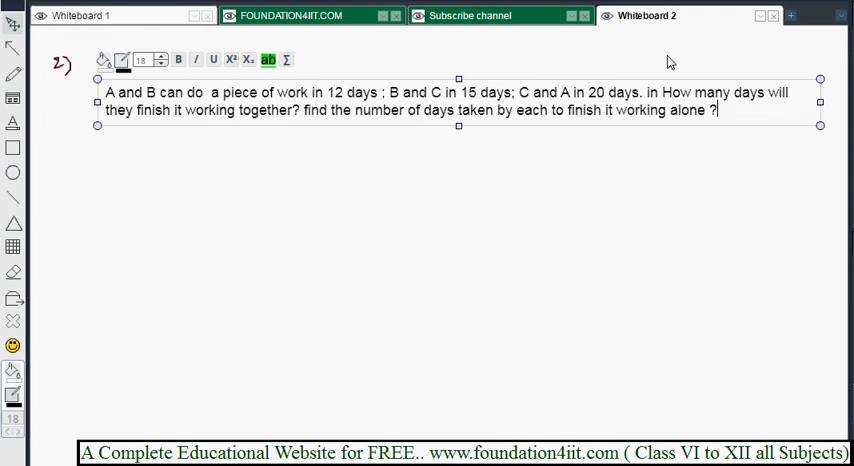 Whiteboard 1
FOUNDATION4IIT.COM
Subscribe channel
Whiteboard 2
2)
18 B I U X² X₂ ab Σ
A and B can do a piece of work in 12 days ; B and C in 15 days; C and A in 20 days. in How many days will
they finish it working together? find the number of days taken by each to finish it working alone ?
A
18
A Complete Educational Website for FREE.. www.foundation4iit.com ( Class VI to XII all Subjects)